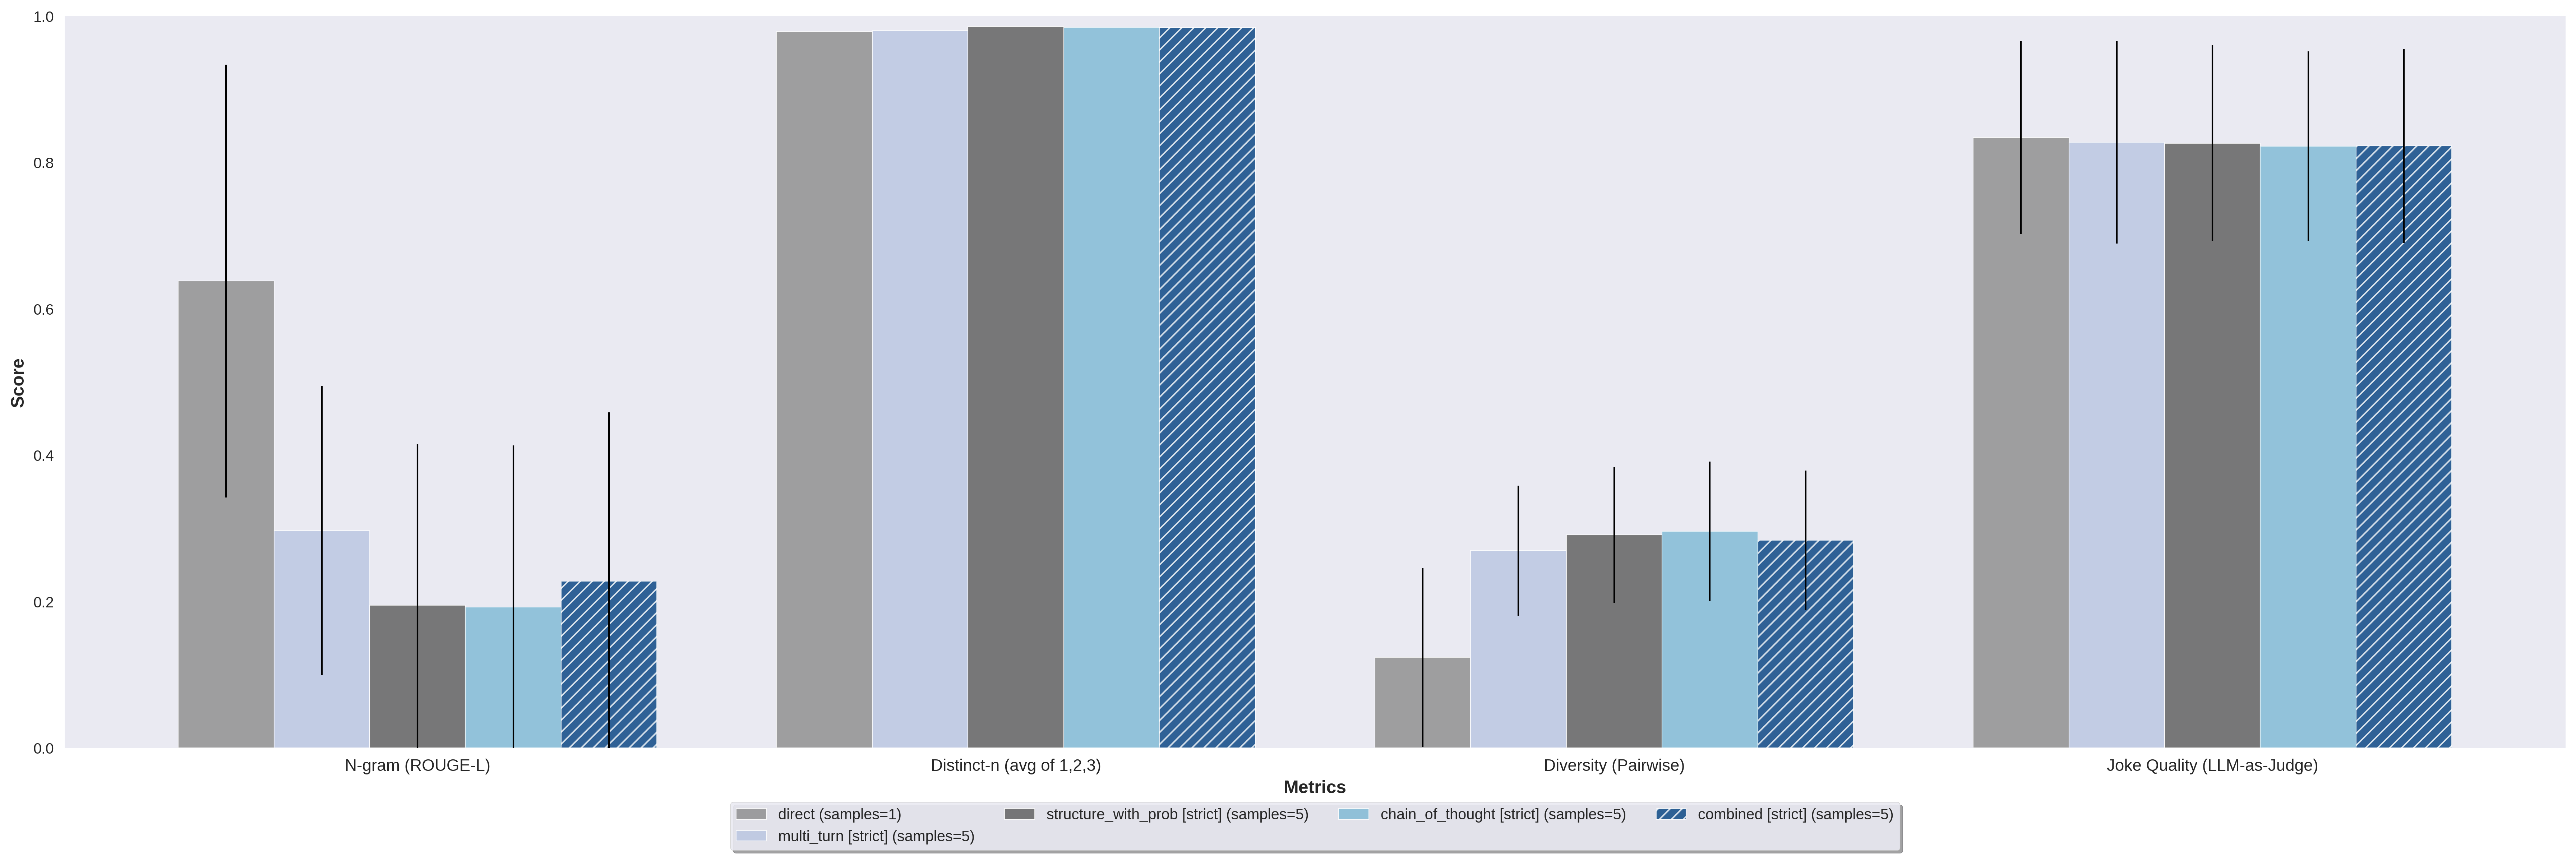 1.0
0.8
0.6
0.4
0.2
0.0
Score
N-gram (ROUGE-L)
Distinct-n (avg of 1,2,3)
Diversity (Pairwise)
Joke Quality (LLM-as-Judge)
Metrics
direct (samples=1)
multi_turn [strict] (samples=5)
structure_with_prob [strict] (samples=5)
chain_of_thought [strict] (samples=5)
combined [strict] (samples=5)